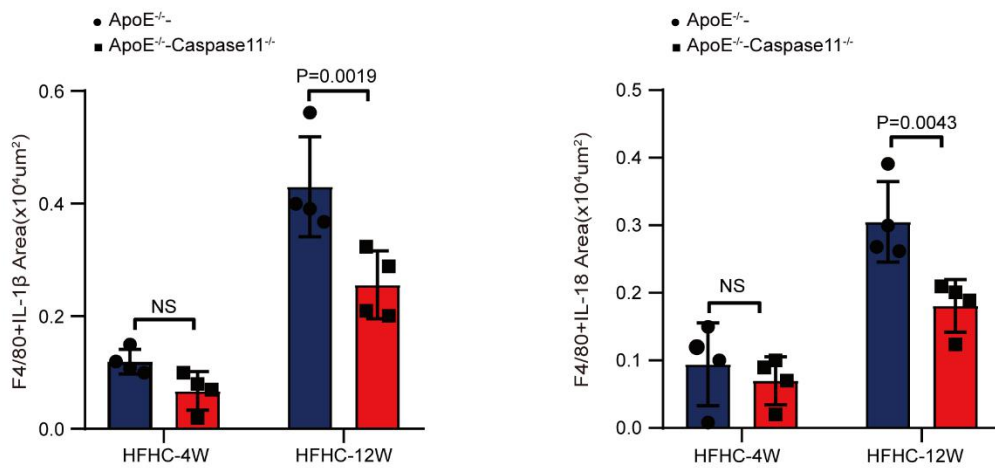 ApoE⁻/⁻-
ApoE⁻/⁻-Caspase11⁻/⁻
P=0.0019
NS
F4/80+IL-1β Area(x10⁴um²)
0.6
0.4
0.2
0.0
HFHC-4W
HFHC-12W
ApoE⁻/⁻-
ApoE⁻/⁻-Caspase11⁻/⁻
P=0.0043
NS
F4/80+IL-18 Area(x10⁴um²)
0.5
0.4
0.3
0.2
0.1
0.0
HFHC-4W
HFHC-12W